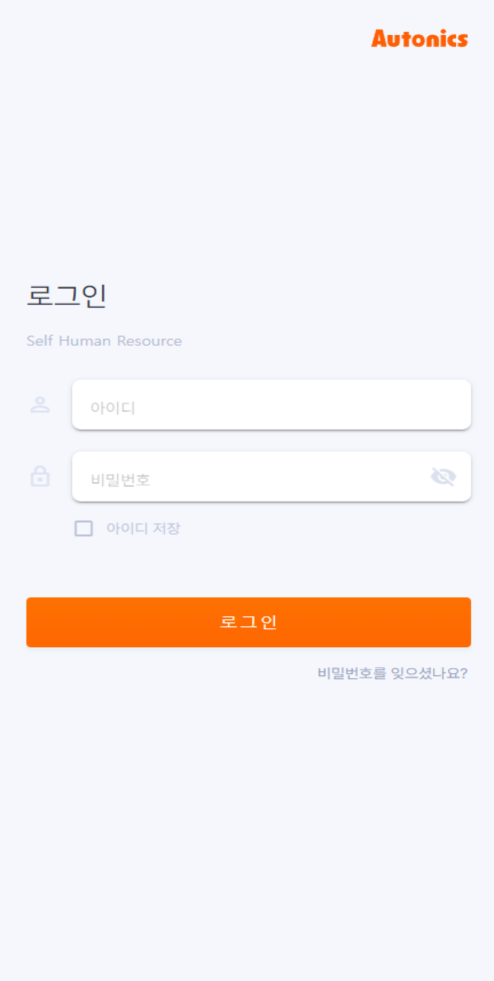 Autonics
로그인
Self Human Resource
아이디
비밀번호
아이디 저장
로그인
비밀번호를 잊으셨나요?